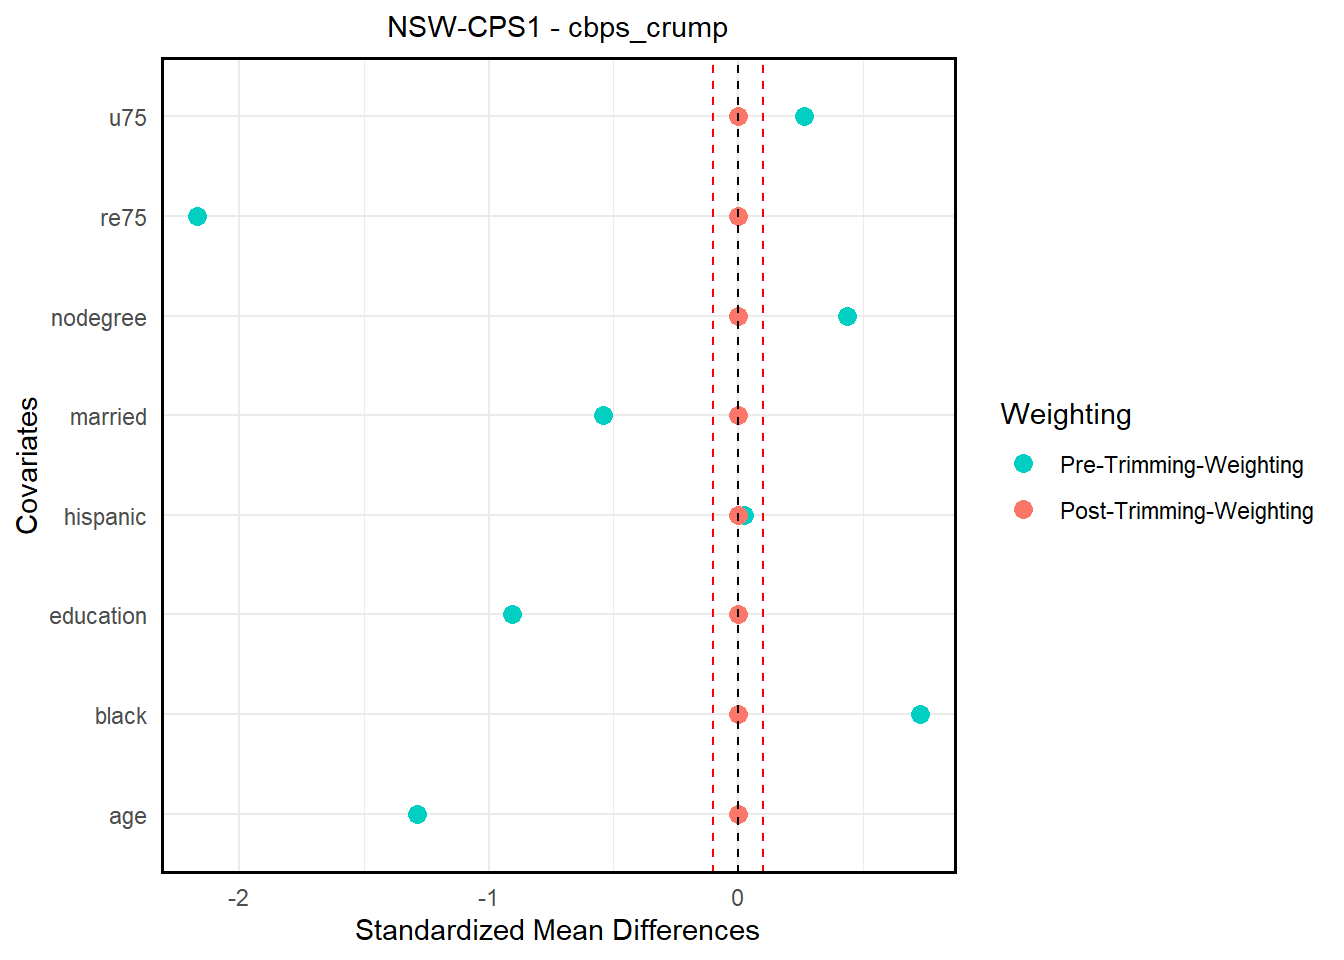 NSW-CPS1 - cbps_crump
u75
re75
nodegree
married
hispanic
education
black
age
Covariates
-2
-1
0
Standardized Mean Differences
Weighting
Pre-Trimming-Weighting
Post-Trimming-Weighting